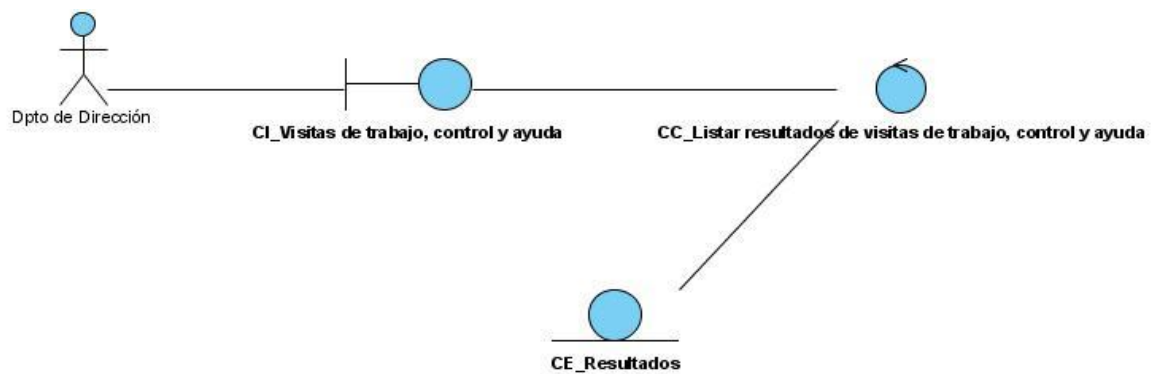 Dpto de Dirección
CI_Visitas de trabajo, control y ayuda
CC_Listar resultados de visitas de trabajo, control y ayuda
CE_Resultados